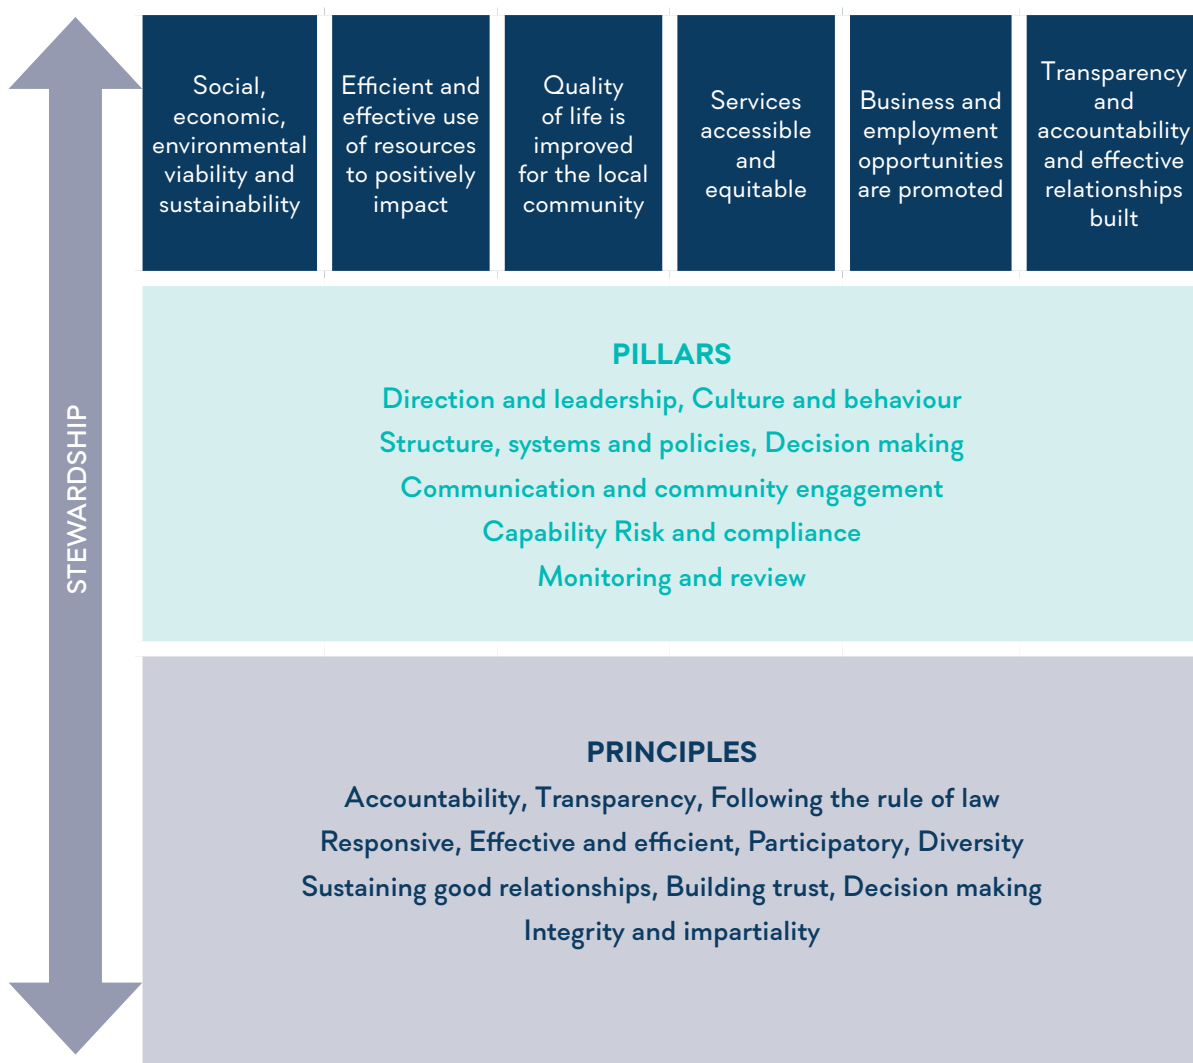 Social,
economic,
environmental
viability and
sustainability
Efficient and
effective use
of resources
to positively
impact
Quality
of life is
improved
for the local
community
Services
accessible
and
equitable
Business and
employment
opportunities
are promoted
Transparency
and
accountability
and effective
relationships
built
STEWARDSHIP
PILLARS
Direction and leadership, Culture and behaviour
Structure, systems and policies, Decision making
Communication and community engagement
Capability Risk and compliance
Monitoring and review
PRINCIPLES
Accountability, Transparency, Following the rule of law
Responsive, Effective and efficient, Participatory, Diversity
Sustaining good relationships, Building trust, Decision making
Integrity and impartiality